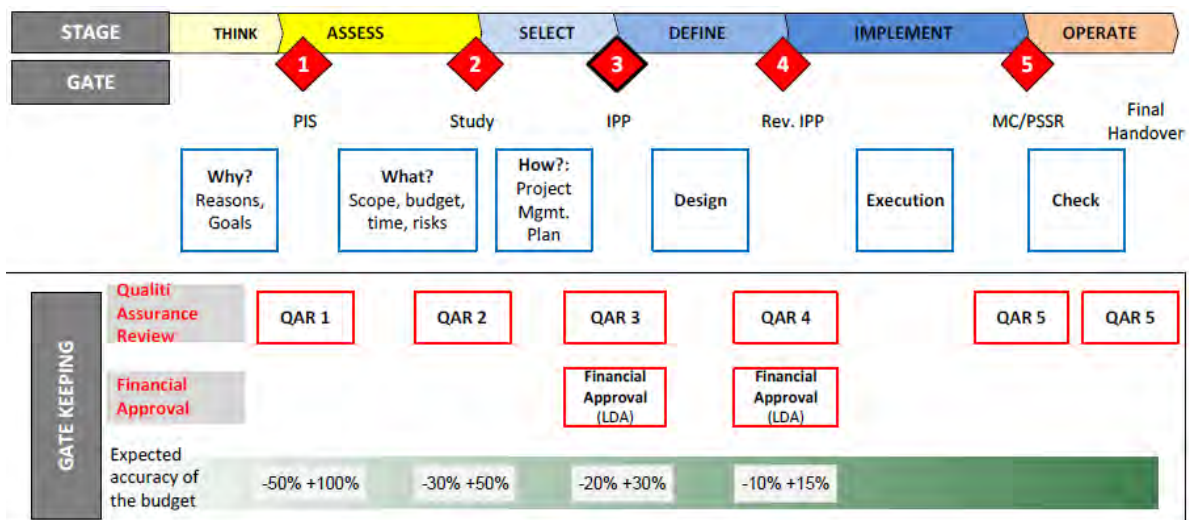 STAGE
THINK
ASSESS
SELECT
DEFINE
IMPLEMENT
OPERATE
GATE
1
2
3
4
5
PIS
Study
IPP
Rev. IPP
MC/PSSR
Final
Handover
Why?
Reasons,
Goals
What?
Scope, budget,
time, risks
How?:
Project
Mgmt.
Plan
Design
Execution
Check
GATE KEEPING
Qualiti
Assurance
Review
QAR 1
QAR 2
QAR 3
QAR 4
QAR 5
QAR 5
Financial
Approval
Financial
Approval
(LDA)
Financial
Approval
(LDA)
Expected
accuracy of
the budget
-50% +100%
-30% +50%
-20% +30%
-10% +15%